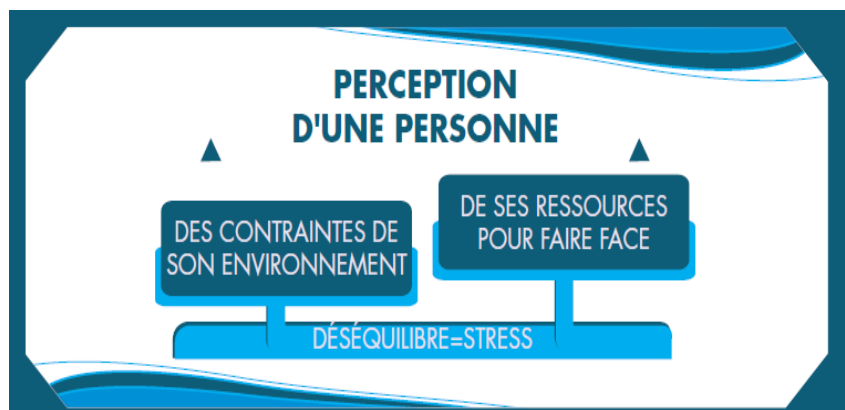 PERCEPTION
D'UNE PERSONNE
DES CONTRAINTES DE
SON ENVIRONNEMENT
DE SES RESSOURCES
POUR FAIRE FACE
DÉSÉQUILIBRE=STRESS